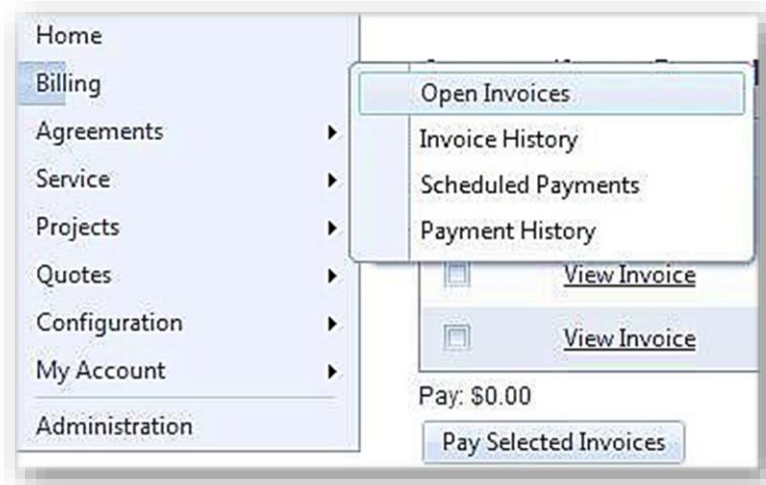 Home
Billing
Agreements
Service
Projects
Quotes
Configuration
My Account
Administration
Open Invoices
Invoice History
Scheduled Payments
Payment History
View Invoice
View Invoice
Pay: $0.00
Pay Selected Invoices